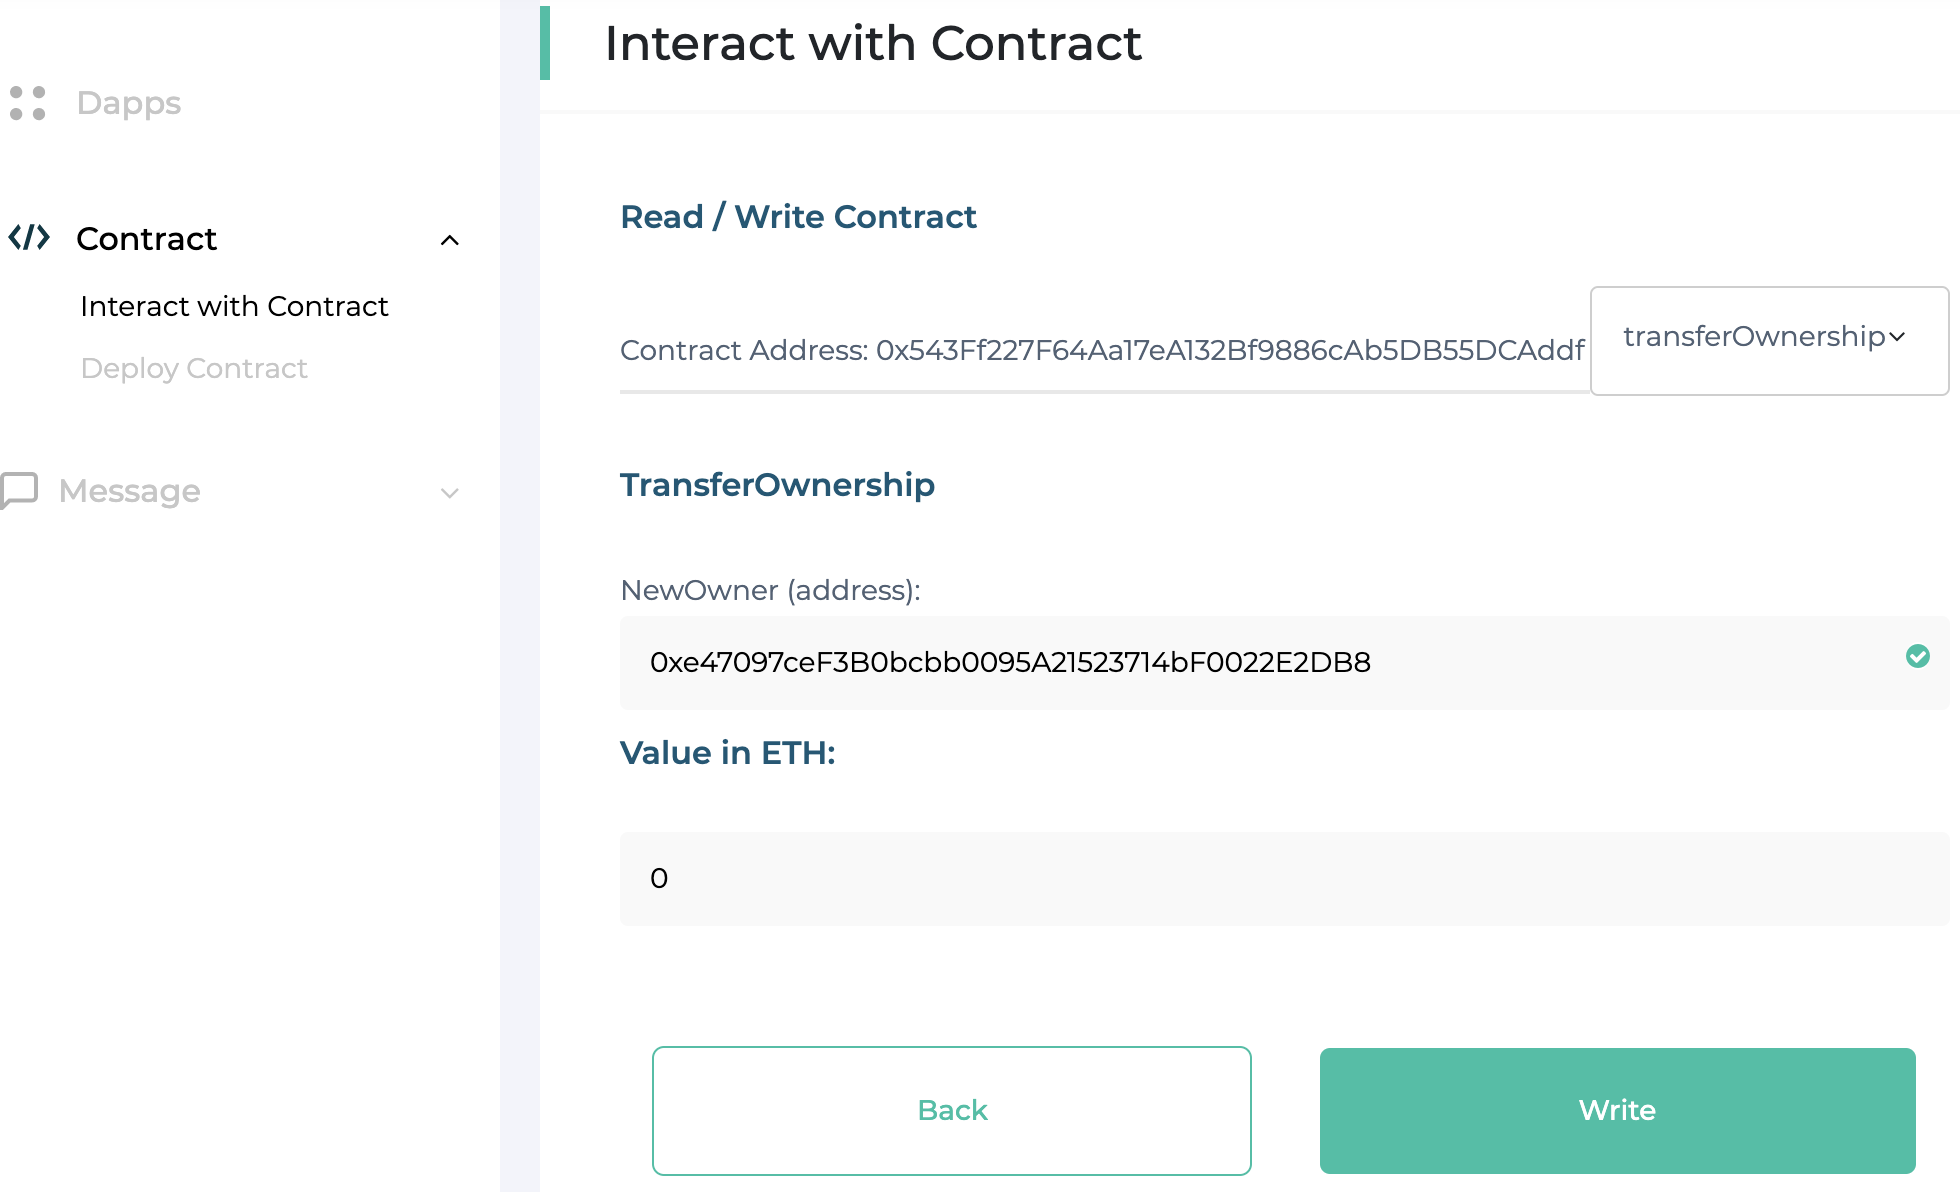 Dapps
Contract
Interact with Contract
Deploy Contract
Message
Interact with Contract
Read / Write Contract
Contract Address: 0x543Ff227F64Aa17eA132Bf9886cAb5DB55DCAddf
transferOwnership
TransferOwnership
NewOwner (address):
0xe47097ceF3B0bcbb0095A21523714bF0022E2DB8
Value in ETH:
0
Back
Write